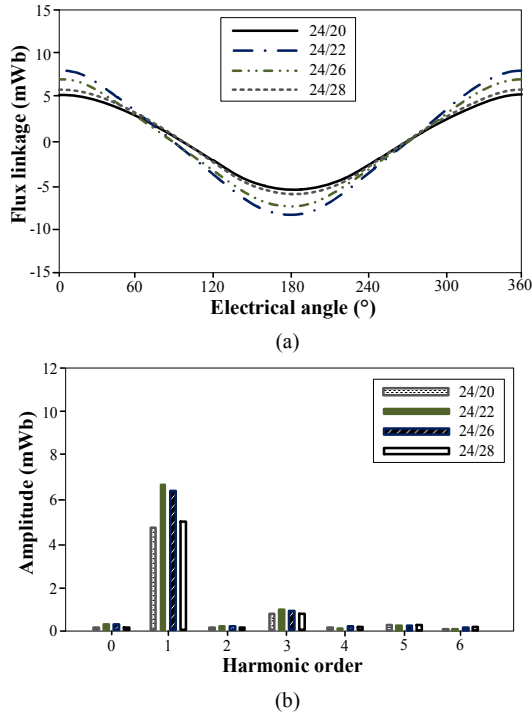 15
10
5
0
-5
-10
-15
Flux linkage (mWb)
24/20
24/22
24/26
24/28
0 60 120 180 240 300 360
Electrical angle (°)
(a)
12
10
8
6
4
2
0
Amplitude (mWb)
24/20
24/22
24/26
24/28
0 1 2 3 4 5 6
Harmonic order
(b)